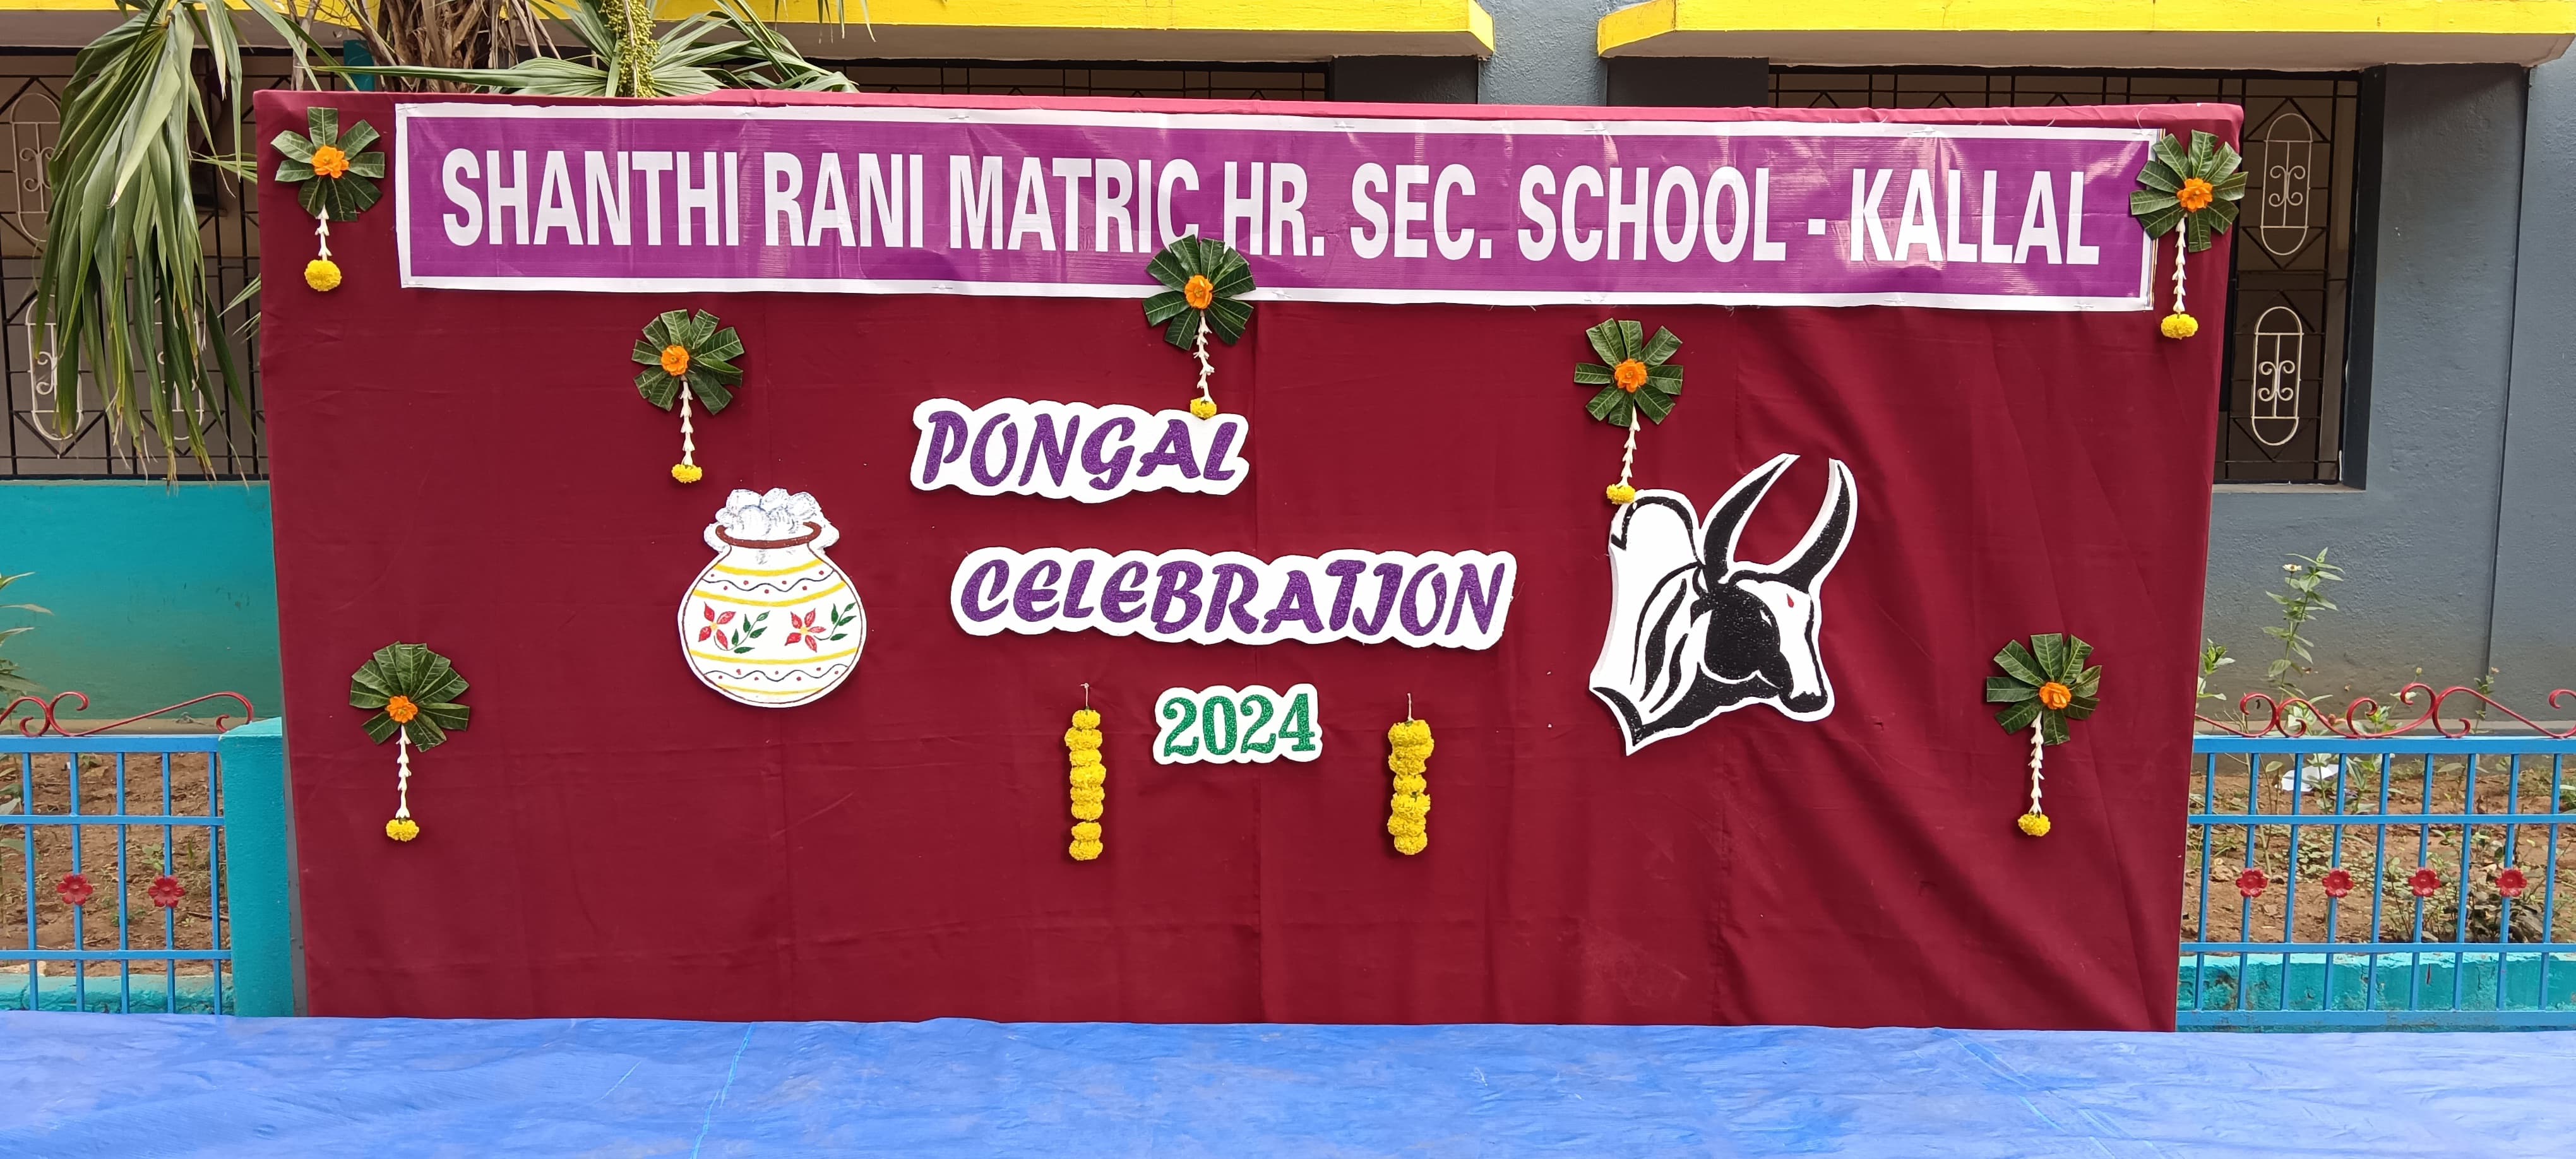 SHANTHI RANI MATRIC HR. SEC. SCHOOL - KALLAL
PONGAL
CELEBRATION
2024